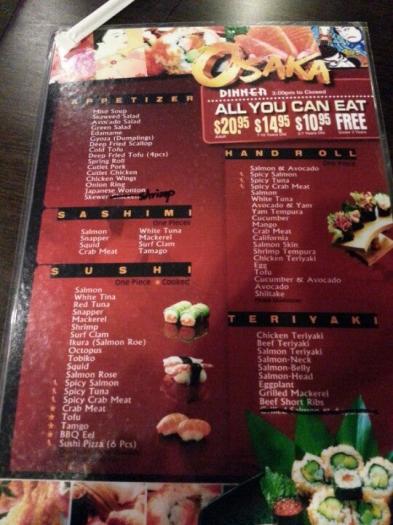 OSAKA
DINNER 3:00pm to Closed
ALL YOU CAN EAT
$20.95 $14.95 $10.95 FREE
APPETIZER
Miso Soup
Seaweed Salad
Avocado Salad
Green Salad
Edamame
Gyoza (Dumplings)
Deep Fried Scallop
Cold Tofu
Deep Fried Tofu (4pcs)
Spring Roll
Cutlet Pork
Cutlet Chicken
Chicken Wings
Onion Ring
Japanese Wonton
Skewer shrimp
SASHIMI
One Pieces
Salmon
Snapper
Squid
Crab Meat
White Tuna
Mackerel
Surf Clam
Tamago
SUSHI
One Piece ★ Cooked
Salmon
White Tina
Red Tuna
Snapper
Mackerel
Shrimp
Surf Clam
Ikura (Salmon Roe)
Octopus
Tobiko
Squid
Salmon Rose
Spicy Salmon
Spicy Tuna
Spicy Crab Meat
★ Crab Meat
★ Tofu
★ Tamgo
★ BBQ Eel
Sushi Pizza (6 Pcs)
HAND ROLL
One Piece
Salmon & Avocado
Spicy Salmon
Spicy Tuna
Spicy Crab Meat
Salmon
White Tuna
Avocado & Yam
Yam Tempura
Cucumber
Mango
Crab Meat
California
Salmon Skin
Shrimp Tempura
Chicken Teriyaki
Egg
Tofu
Cucumber & Avocado
Avocado
Shiitake
TERIYAKI
Chicken Teriyaki
Beef Teriyaki
Salmon Teriyaki
Salmon-Neck
Salmon-Belly
Salmon-Head
Eggplant
Grilled Mackerel
Beef Short Ribs